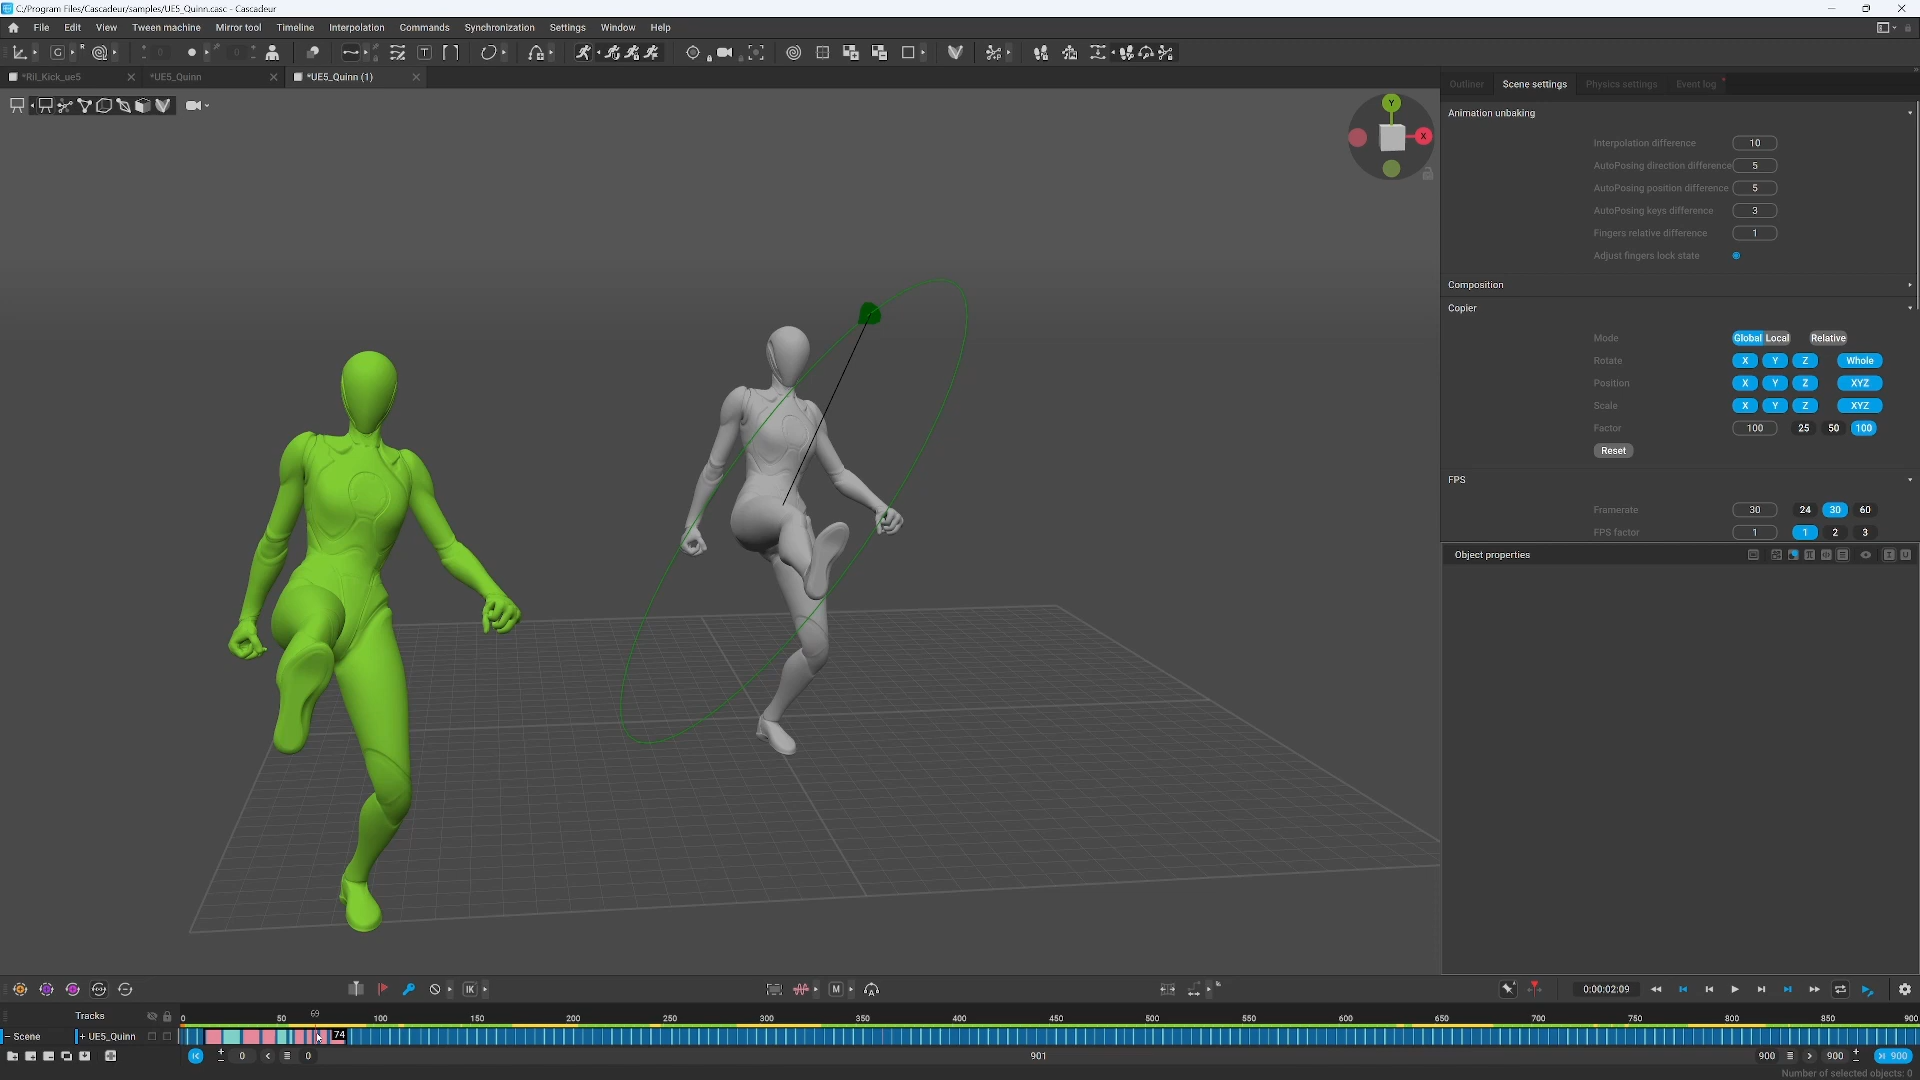 C:/Program Files/Cascadeur/samples/UE5_Quinn.casc - Cascadeur
File Edit View Tween machine Mirror tool Timeline Interpolation Commands Synchronization Settings Window Help
*Ril_Kick_ue5 *UE5_Quinn *UE5_Quinn (1)
Outliner Scene settings Physics settings Event log
Y
X
Animation unbaking
Interpolation difference 10
AutoPosing direction difference 5
AutoPosing position difference 5
AutoPosing keys difference 3
Fingers relative difference 1
Adjust fingers lock state
Composition
Copier
Mode Global Local Relative
Rotate X Y Z Whole
Position X Y Z XYZ
Scale X Y Z XYZ
Factor 100 25 50 100
Reset
FPS
Framerate 30 24 30 60
FPS factor 1 1 2 3
Object properties
IK M 0:00:02:09
Tracks 0 50 69 100 150 200 250 300 350 400 450 500 550 600 650 700 750 800 850 900
Scene + UE5_Quinn 74
0 0 901 900 900 900
Number of selected objects: 0